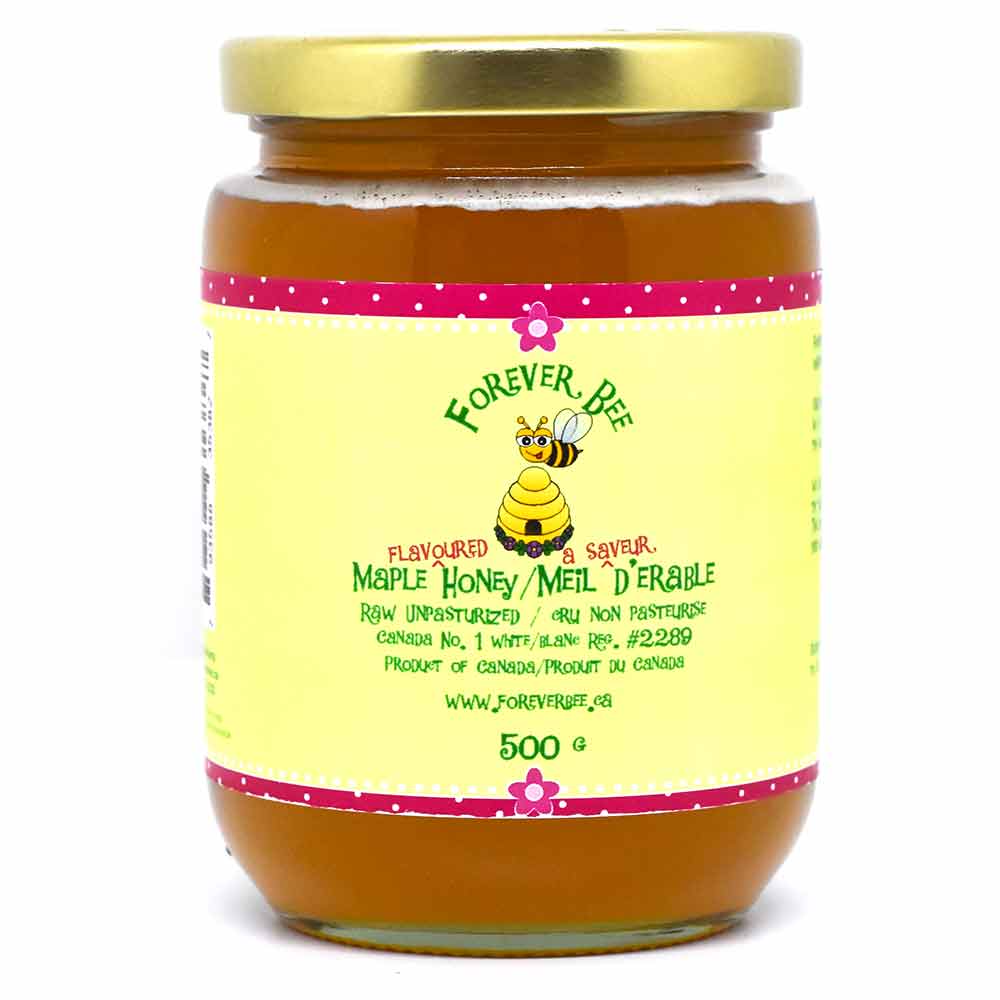 Forever Bee
Flavoured a Saveur
Maple ^ Honey/Meil ^ d'erable
Raw Unpasturized / Cru Non Pasteurise
Canada No. 1 White/Blanc Reg. #2289
Product of Canada/Produit du Canada
www.foreverbee.ca
500 G